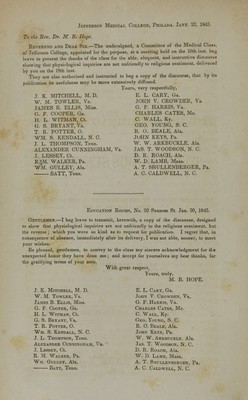 JEFFERSON MEDICAL COLLEGE, PHILADA. JANY. 22, 1845.
To the Rev. Dr. M. B. Hope.
REVEREND AND DEAR SIR,—The undersigned, a Committee of the Medical Class,
of Jefferson College, appointed for the purpose, at a meeting held on the 20th inst. beg
leave to present the thanks of the class for the able, eloquent, and instructive discourse
showing that physiological inquiries are not unfriendly to religious sentiment, delivered
by you on the 19th inst.
They are also authorized and instructed to beg a copy of the discourse, that by its
publication its usefulness may be more extensively diffused.
Yours, very respectfully,
J. K. MITCHELL, M. D.
W. M. TOWLER, Va.
JAMES B. ELLIS, Miss.
G. F. COOPER, Ga.
H. L. WITMAN, Ct.
G. S. BRYANT, Va.
T. B. POTTER, O.
WM. S. KENDALL, N. C.
J. L. THOMPSON, Tenn.
ALEXANDER CUNNINGHAM, Va.
J. LESSEY, Ct.
R. M. WALKER, Pa.
WM. GULLEY, Ala.
—— BATT, Tenn.
E. L. CARY, Ga.
JOHN V. CROWDER, Va.
G. P. HARRIS, Va.
CHARLES CATES, Mo.
C. WALL, Ky.
GEO. YOUNG, S. C.
R. O. BEALE, Ala.
JOHN KEYS, Pa.
W. W. ARBUCKLE, Ala.
JAS. T. WOODSON, N. C.
D. R. ROACH, Ala.
W. D. LAMB, Mass.
A. T. SHULLENBERGER, Pa.
A. C. CALDWELL, N. C.
EDUCATION ROOMS, No. 29 SANSOM ST. Jan. 30, 1845.
GENTLEMEN,—I beg leave to transmit, herewith, a copy of the discourse, designed
to show that physiological inquiries are not unfriendly to the religious sentiment, but
the reverse; which you were so kind as to request for publication. I regret that, in
consequence of absence, immediately after its delivery, I was not able, sooner, to meet
your wishes.
Be pleased, gentlemen, to convey to the class my sincere acknowledgment for the
unexpected honor they have done me; and accept for yourselves my best thanks, for
the gratifying terms of your note.
With great respect,
Yours, truly,
M. B. HOPE.
J. K. MITCHELL, M. D.
W. M. TOWLER, Va.
JAMES B. ELLIS, Miss.
G. F. COOPER, Ga.
H. L. WITMAN, Ct.
G. S. BRYANT, Va.
T. B. POTTER, O.
WM. S. KENDALL, N. C.
J. L. THOMPSON, Tenn.
ALEXANDER CUNNINGHAM, Va.
J. LESSEY, Ct.
R. M. WALKER, Pa.
WM. GULLEY, Ala.
—— BATT, Tenn.
E. L. CARY, Ga.
JOHN V. CROWDER, Va.
G. P. HARRIS, Va.
CHARLES CATES, Mo.
C. WALL, Ky.
GEO. YOUNG, S. C.
R. O. BEALE, Ala.
JOHN KEYS, Pa.
W. W. ARBUCKLE, Ala.
JAS. T. WOODSON, N. C.
D. R. ROACH, Ala.
W. D. LAMB, Mass.
A. T. SHULLENBERGER, Pa.
A. C. CALDWELL, N. C.